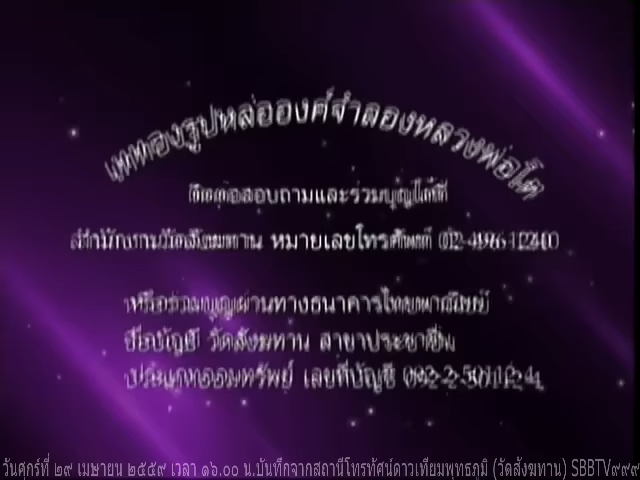 เททองรูปหล่อองค์จำลองหลวงพ่อโต
ติดต่อสอบถามและร่วมบุญได้ที่
สำนักงานวัดสังฆทาน หมายเลขโทรศัพท์ 02-496-1240
หรือร่วมบุญผ่านทางธนาคารไทยพาณิชย์
ชื่อบัญชี วัดสังฆทาน สาขาประชาชื่น
ประเภทออมทรัพย์ เลขที่บัญชี
วันศุกร์ที่ ๒๙ เมษายน ๒๕๕๙ เวลา ๑๖.๐๐ น.บันทึกจากสถานีโทรทัศน์ดาวเทียมพุทธภูมิ (วัดสังฆทาน) SBBTV๙๙๙